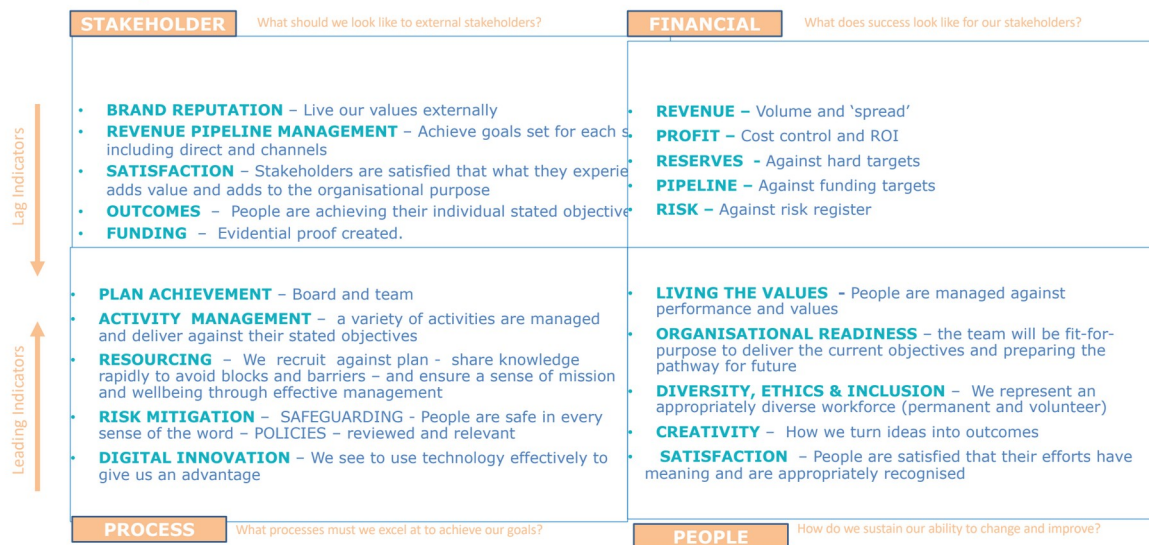 STAKEHOLDER
What should we look like to external stakeholders?
• BRAND REPUTATION – Live our values externally
• REVENUE PIPELINE MANAGEMENT – Achieve goals set for each s
including direct and channels
• SATISFACTION – Stakeholders are satisfied that what they experie
adds value and adds to the organisational purpose
• OUTCOMES – People are achieving their individual stated objective
• FUNDING – Evidential proof created.
FINANCIAL
What does success look like for our stakeholders?
• REVENUE – Volume and ‘spread’
• PROFIT – Cost control and ROI
• RESERVES - Against hard targets
• PIPELINE – Against funding targets
• RISK – Against risk register
Lag Indicators
Leading Indicators
• PLAN ACHIEVEMENT – Board and team
• ACTIVITY MANAGEMENT – a variety of activities are managed
and deliver against their stated objectives
• RESOURCING – We recruit against plan - share knowledge
rapidly to avoid blocks and barriers – and ensure a sense of mission
and wellbeing through effective management
• RISK MITIGATION – SAFEGUARDING - People are safe in every
sense of the word – POLICIES – reviewed and relevant
• DIGITAL INNOVATION – We see to use technology effectively to
give us an advantage
PROCESS
What processes must we excel at to achieve our goals?
• LIVING THE VALUES - People are managed against
performance and values
• ORGANISATIONAL READINESS – the team will be fit-for-
purpose to deliver the current objectives and preparing the
pathway for future
• DIVERSITY, ETHICS & INCLUSION – We represent an
appropriately diverse workforce (permanent and volunteer)
• CREATIVITY – How we turn ideas into outcomes
• SATISFACTION – People are satisfied that their efforts have
meaning and are appropriately recognised
PEOPLE
How do we sustain our ability to change and improve?